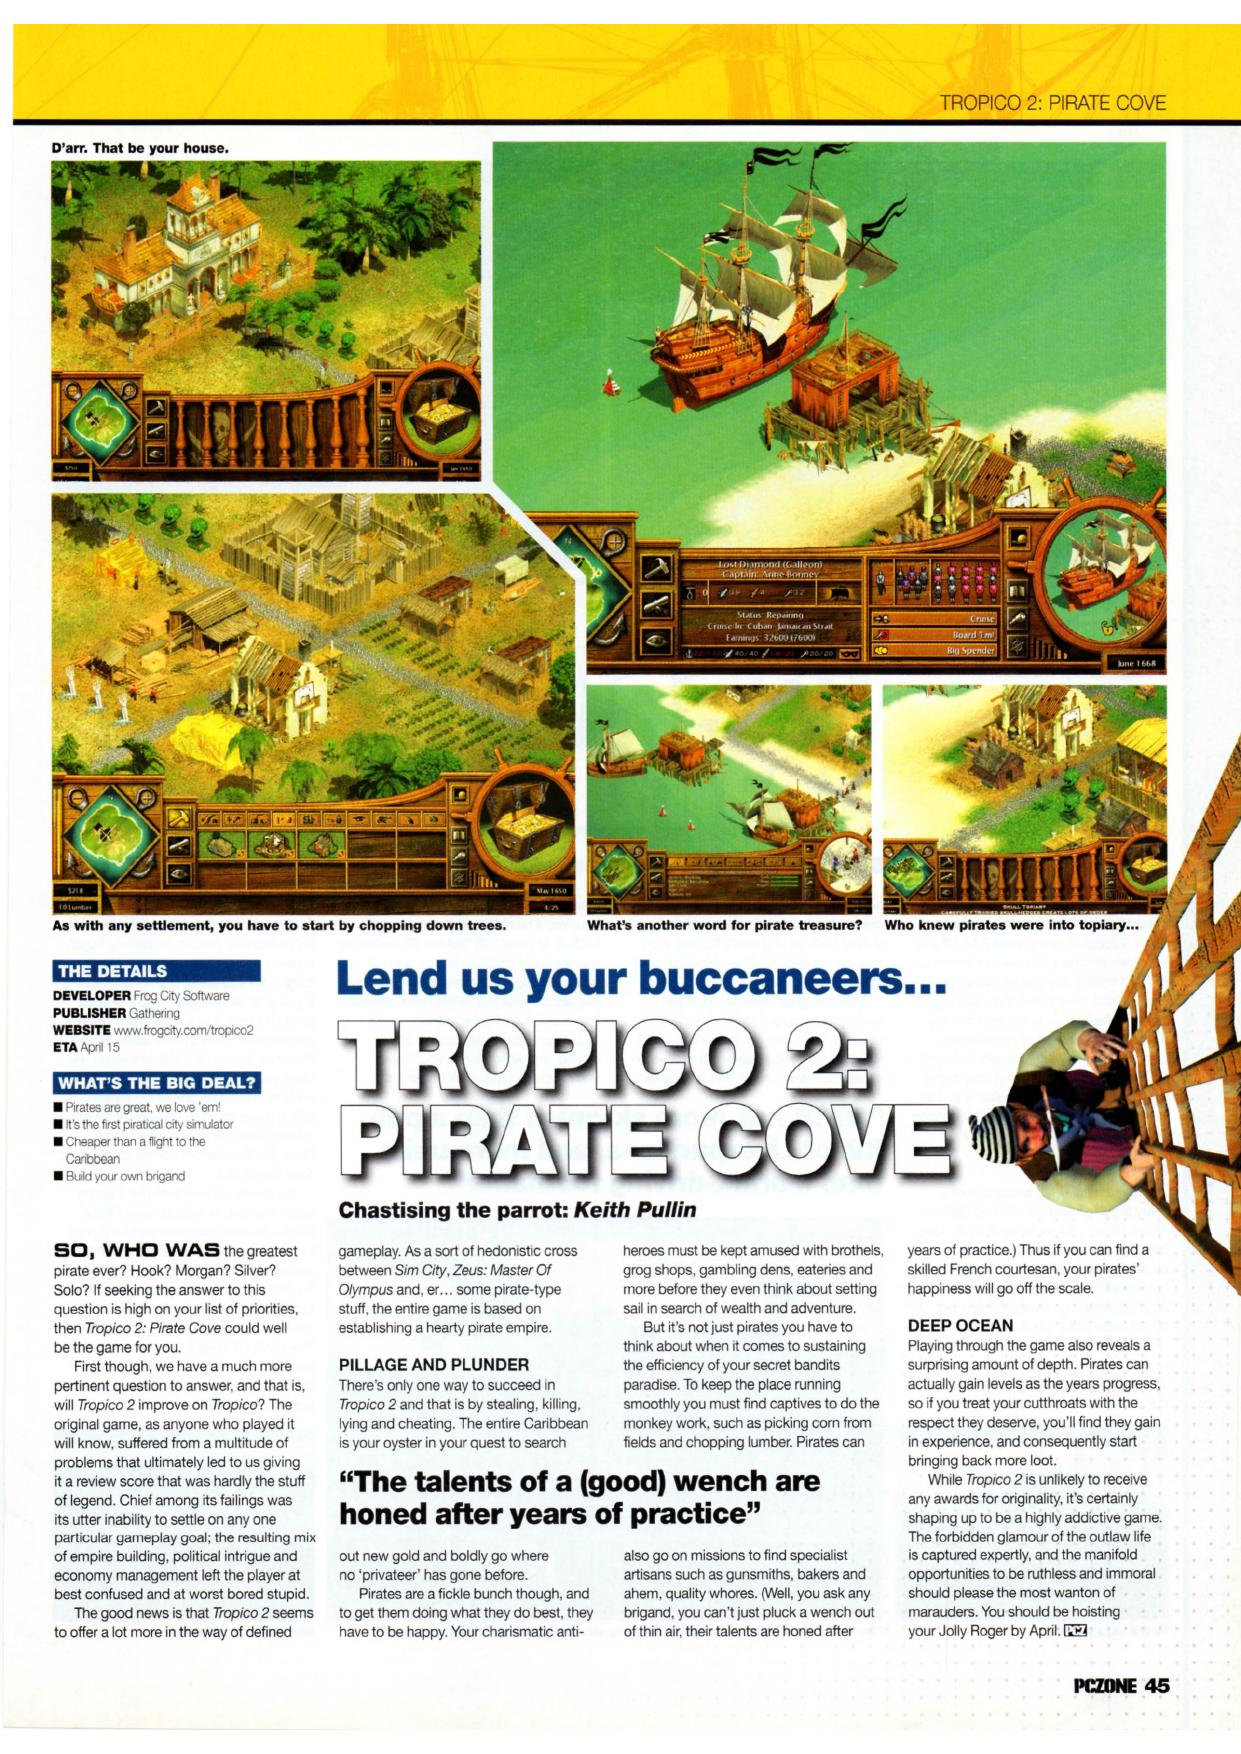 TROPICO 2: PIRATE COVE
D'arr. That be your house.
$250
Jan 1650
Lost Diamond (Galleon)
Captain: Anne Bonney
Status: Repairing
Cruise In: Cuban-Jamaican Strait
Earnings: 32600 (7600)
40/40
20/20
Cruise
Board 'Em!
Big Spender
June 1668
$218
10 Lumber
May 1650
4/25
SKULL TOPIARY
CAREFULLY TRAINED SKULL-HEDGES CREATE LOTS OF ORDER
As with any settlement, you have to start by chopping down trees.
What's another word for pirate treasure?
Who knew pirates were into topiary...
THE DETAILS
DEVELOPER Frog City Software
PUBLISHER Gathering
WEBSITE www.frogcity.com/tropico2
ETA April 15
WHAT'S THE BIG DEAL?
■ Pirates are great, we love 'em!
■ It's the first piratical city simulator
■ Cheaper than a flight to the
Caribbean
■ Build your own brigand
Lend us your buccaneers...
TROPICO 2:
PIRATE COVE
Chastising the parrot: Keith Pullin
SO, WHO WAS the greatest
pirate ever? Hook? Morgan? Silver?
Solo? If seeking the answer to this
question is high on your list of priorities,
then Tropico 2: Pirate Cove could well
be the game for you.
First though, we have a much more
pertinent question to answer, and that is,
will Tropico 2 improve on Tropico? The
original game, as anyone who played it
will know, suffered from a multitude of
problems that ultimately led to us giving
it a review score that was hardly the stuff
of legend. Chief among its failings was
its utter inability to settle on any one
particular gameplay goal; the resulting mix
of empire building, political intrigue and
economy management left the player at
best confused and at worst bored stupid.
The good news is that Tropico 2 seems
to offer a lot more in the way of defined
gameplay. As a sort of hedonistic cross
between Sim City, Zeus: Master Of
Olympus and, er... some pirate-type
stuff, the entire game is based on
establishing a hearty pirate empire.
PILLAGE AND PLUNDER
There's only one way to succeed in
Tropico 2 and that is by stealing, killing,
lying and cheating. The entire Caribbean
is your oyster in your quest to search
"The talents of a (good) wench are
honed after years of practice"
out new gold and boldly go where
no 'privateer' has gone before.
Pirates are a fickle bunch though, and
to get them doing what they do best, they
have to be happy. Your charismatic anti-
heroes must be kept amused with brothels,
grog shops, gambling dens, eateries and
more before they even think about setting
sail in search of wealth and adventure.
But it's not just pirates you have to
think about when it comes to sustaining
the efficiency of your secret bandits
paradise. To keep the place running
smoothly you must find captives to do the
monkey work, such as picking corn from
fields and chopping lumber. Pirates can
also go on missions to find specialist
artisans such as gunsmiths, bakers and
ahem, quality whores. (Well, you ask any
brigand, you can't just pluck a wench out
of thin air, their talents are honed after
years of practice.) Thus if you can find a
skilled French courtesan, your pirates'
happiness will go off the scale.
DEEP OCEAN
Playing through the game also reveals a
surprising amount of depth. Pirates can
actually gain levels as the years progress,
so if you treat your cutthroats with the
respect they deserve, you'll find they gain
in experience, and consequently start
bringing back more loot.
While Tropico 2 is unlikely to receive
any awards for originality, it's certainly
shaping up to be a highly addictive game.
The forbidden glamour of the outlaw life
is captured expertly, and the manifold
opportunities to be ruthless and immoral
should please the most wanton of
marauders. You should be hoisting
your Jolly Roger by April. PCZ
PCZONE 45